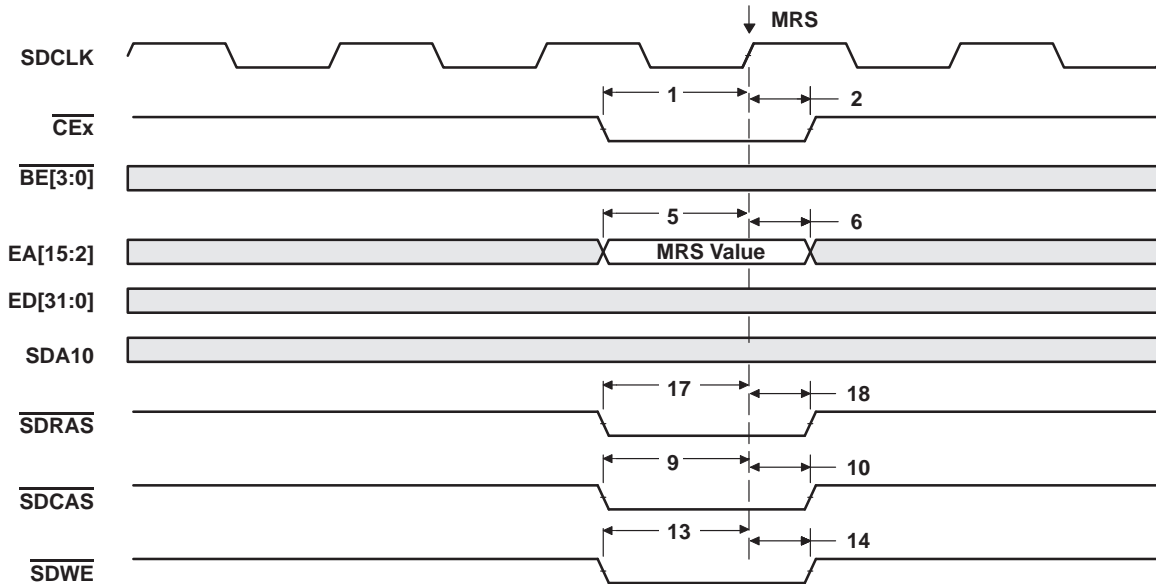 MRS
SDCLK
1 2
CEx
BE[3:0]
5 6
EA[15:2] MRS Value
ED[31:0]
SDA10
17 18
SDRAS
9 10
SDCAS
13 14
SDWE